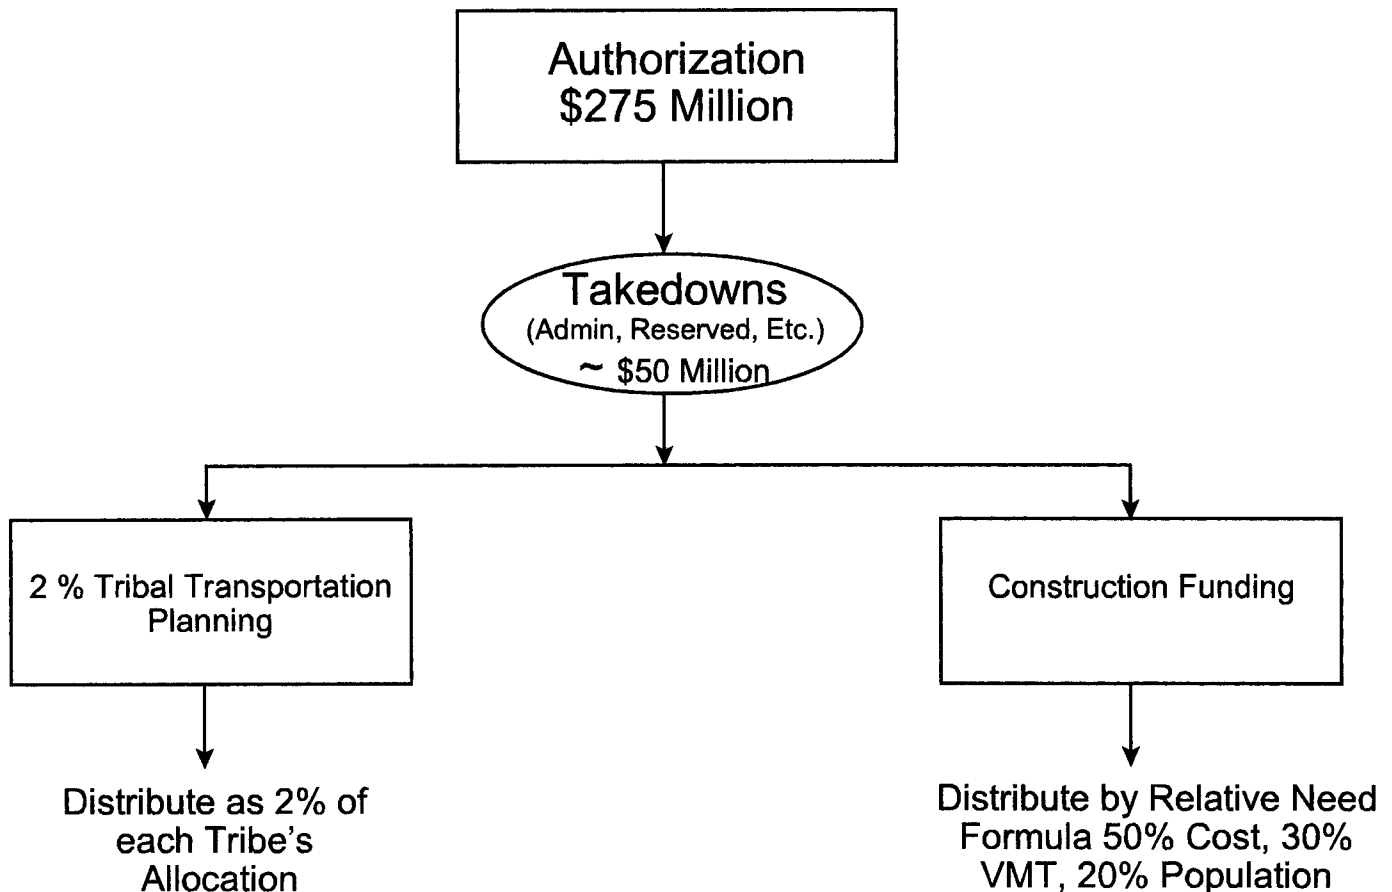 Authorization
$275 Million
Takedowns
(Admin, Reserved, Etc.)
~ $50 Million
2 % Tribal Transportation
Planning
Construction Funding
Distribute as 2% of
each Tribe's
Allocation
Distribute by Relative Need
Formula 50% Cost, 30%
VMT, 20% Population